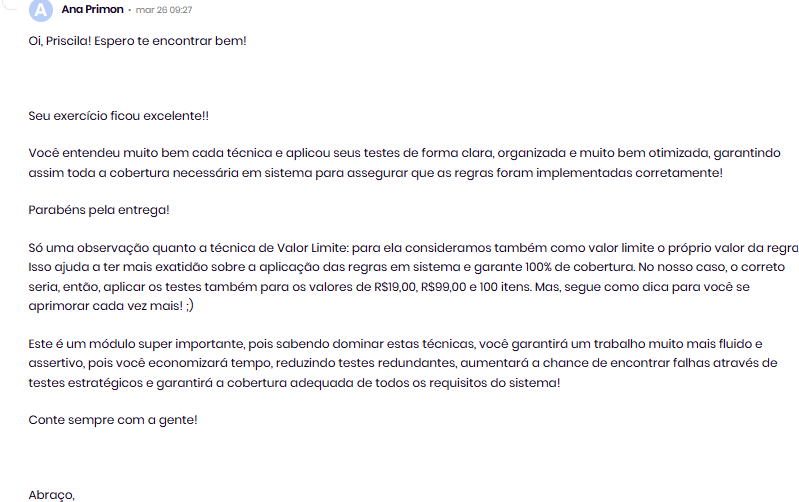 A Ana Primon • mar 26 09:27
Oi, Priscila! Espero te encontrar bem!
Seu exercício ficou excelente!!
Você entendeu muito bem cada técnica e aplicou seus testes de forma clara, organizada e muito bem otimizada, garantindo
assim toda a cobertura necessária em sistema para assegurar que as regras foram implementadas corretamente!
Parabéns pela entrega!
Só uma observação quanto a técnica de Valor Limite: para ela consideramos também como valor limite o próprio valor da regra
Isso ajuda a ter mais exatidão sobre a aplicação das regras em sistema e garante 100% de cobertura. No nosso caso, o correto
seria, então, aplicar os testes também para os valores de R$19,00, R$99,00 e 100 itens. Mas, segue como dica para você se
aprimorar cada vez mais! ;)
Este é um módulo super importante, pois sabendo dominar estas técnicas, você garantirá um trabalho muito mais fluido e
assertivo, pois você economizará tempo, reduzindo testes redundantes, aumentará a chance de encontrar falhas através de
testes estratégicos e garantirá a cobertura adequada de todos os requisitos do sistema!
Conte sempre com a gente!
Abraço,